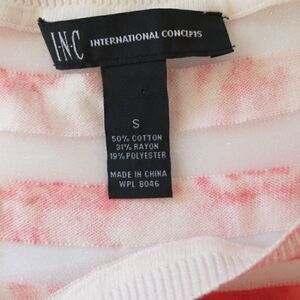 I·N·C INTERNATIONAL CONCEPTS
S
50% COTTON
31% RAYON
19% POLYESTER
MADE IN CHINA
WPL 8046